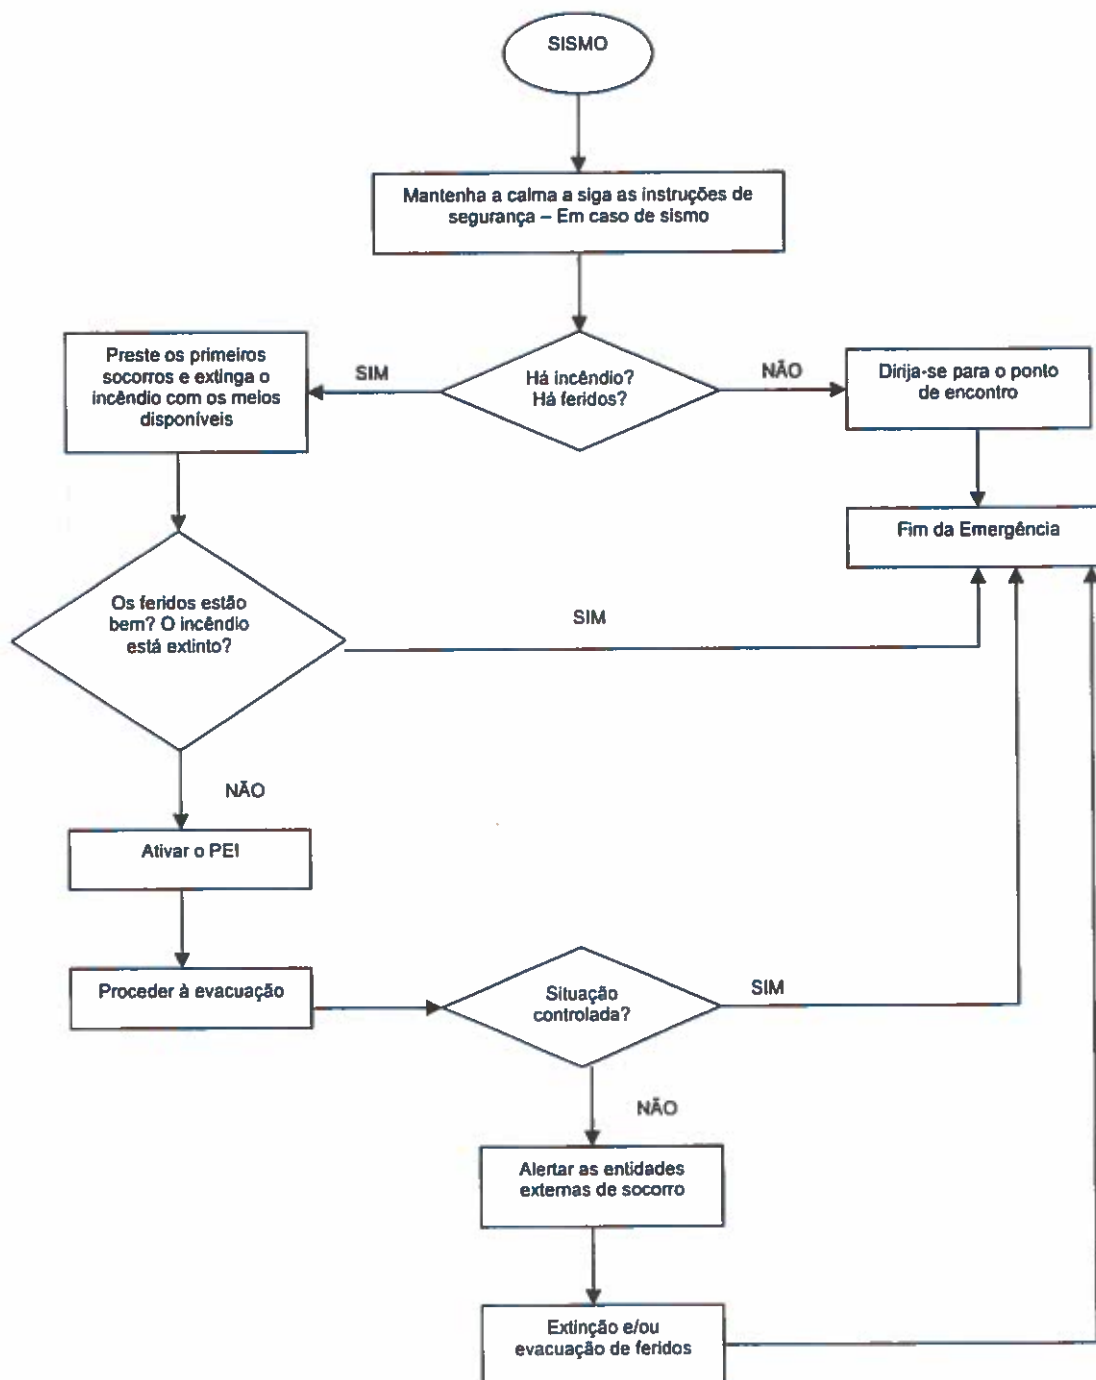 SISMO
Mantenha a calma a siga as instruções de
segurança – Em caso de sismo
Preste os primeiros
socorros e extinga o
incêndio com os meios
disponíveis
SIM
Há incêndio?
Há feridos?
NÃO
Dirija-se para o ponto
de encontro
Fim da Emergência
Os feridos estão
bem? O incêndio
está extinto?
SIM
NÃO
Ativar o PEI
Proceder à evacuação
Situação
controlada?
SIM
NÃO
Alertar as entidades
externas de socorro
Extinção e/ou
evacuação de feridos